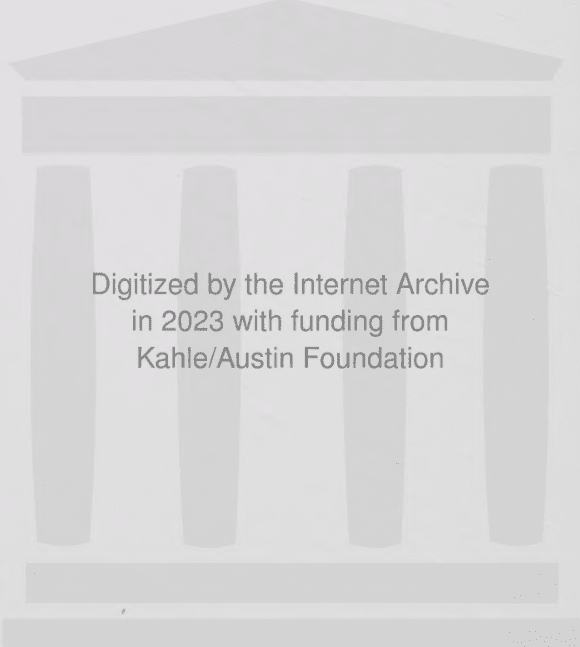 Digitized by the Internet Archive
in 2023 with funding from
Kahle/Austin Foundation